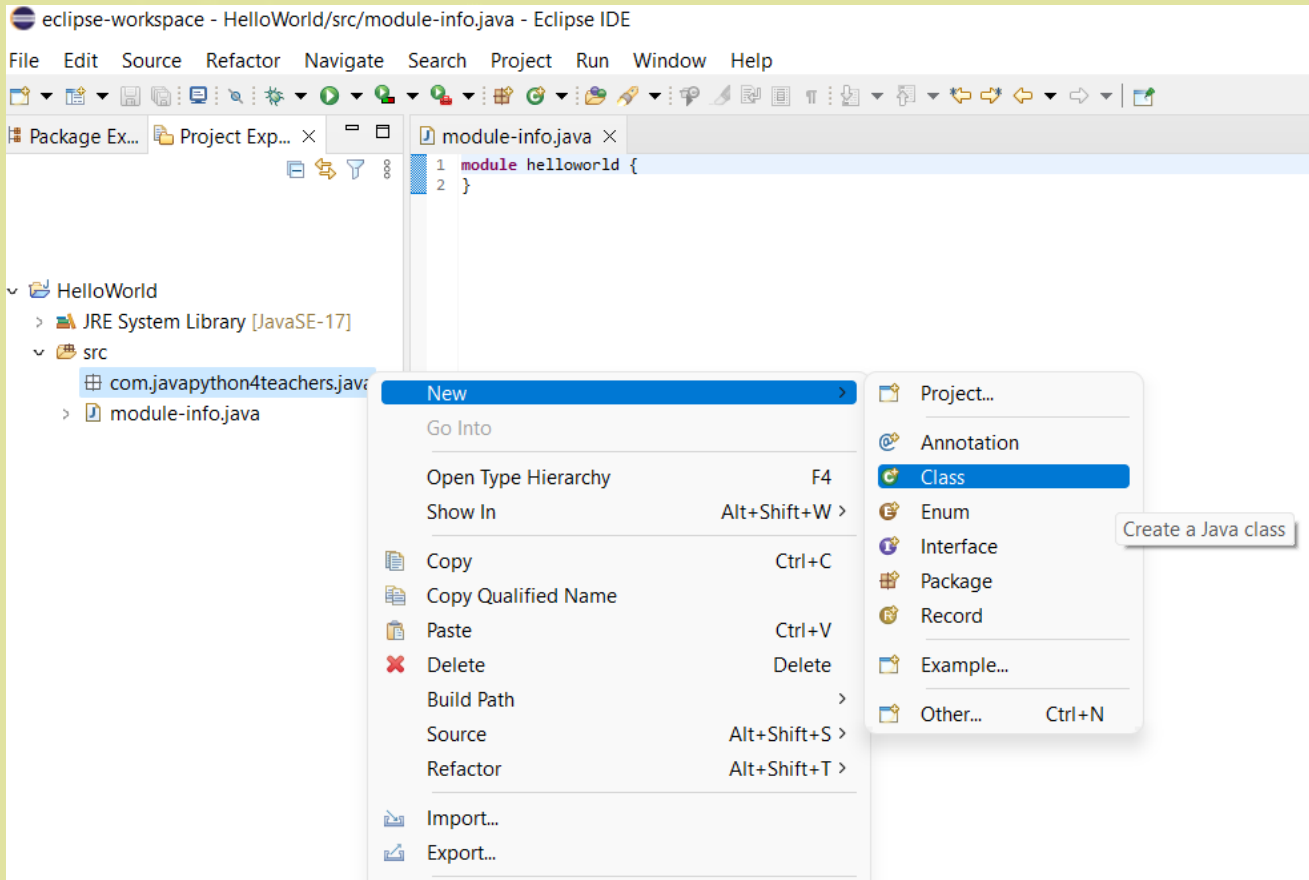 eclipse-workspace - HelloWorld/src/module-info.java - Eclipse IDE
File Edit Source Refactor Navigate Search Project Run Window Help
Package Ex... Project Exp...
module-info.java
1 module helloworld {
2 }
HelloWorld
JRE System Library [JavaSE-17]
src
com.javapython4teachers.java
module-info.java
New
Go Into
Open Type Hierarchy F4
Show In Alt+Shift+W >
Copy Ctrl+C
Copy Qualified Name
Paste Ctrl+V
Delete Delete
Build Path >
Source Alt+Shift+S >
Refactor Alt+Shift+T >
Import...
Export...
Project...
Annotation
Class
Enum
Interface
Package
Record
Example...
Other... Ctrl+N
Create a Java class